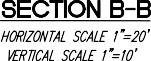 SECTION B-B
HORIZONTAL SCALE 1"=20'
VERTICAL SCALE 1"=10'